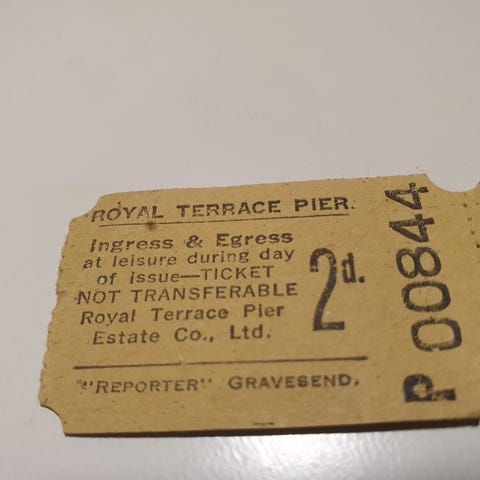 ROYAL TERRACE PIER.
Ingress & Egress
at leisure during day
of issue—TICKET
NOT TRANSFERABLE
Royal Terrace Pier
Estate Co., Ltd.
2d.
"REPORTER" GRAVESEND.
P 00844